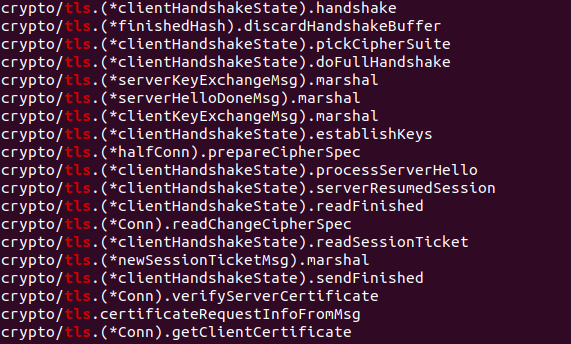 crypto/tls.(*clientHandshakeState).handshake
crypto/tls.(*finishedHash).discardHandshakeBuffer
crypto/tls.(*clientHandshakeState).pickCipherSuite
crypto/tls.(*clientHandshakeState).doFullHandshake
crypto/tls.(*serverKeyExchangeMsg).marshal
crypto/tls.(*serverHelloDoneMsg).marshal
crypto/tls.(*clientKeyExchangeMsg).marshal
crypto/tls.(*clientHandshakeState).establishKeys
crypto/tls.(*halfConn).prepareCipherSpec
crypto/tls.(*clientHandshakeState).processServerHello
crypto/tls.(*clientHandshakeState).serverResumedSession
crypto/tls.(*clientHandshakeState).readFinished
crypto/tls.(*Conn).readChangeCipherSpec
crypto/tls.(*clientHandshakeState).readSessionTicket
crypto/tls.(*newSessionTicketMsg).marshal
crypto/tls.(*clientHandshakeState).sendFinished
crypto/tls.(*Conn).verifyServerCertificate
crypto/tls.certificateRequestInfoFromMsg
crypto/tls.(*Conn).getClientCertificate